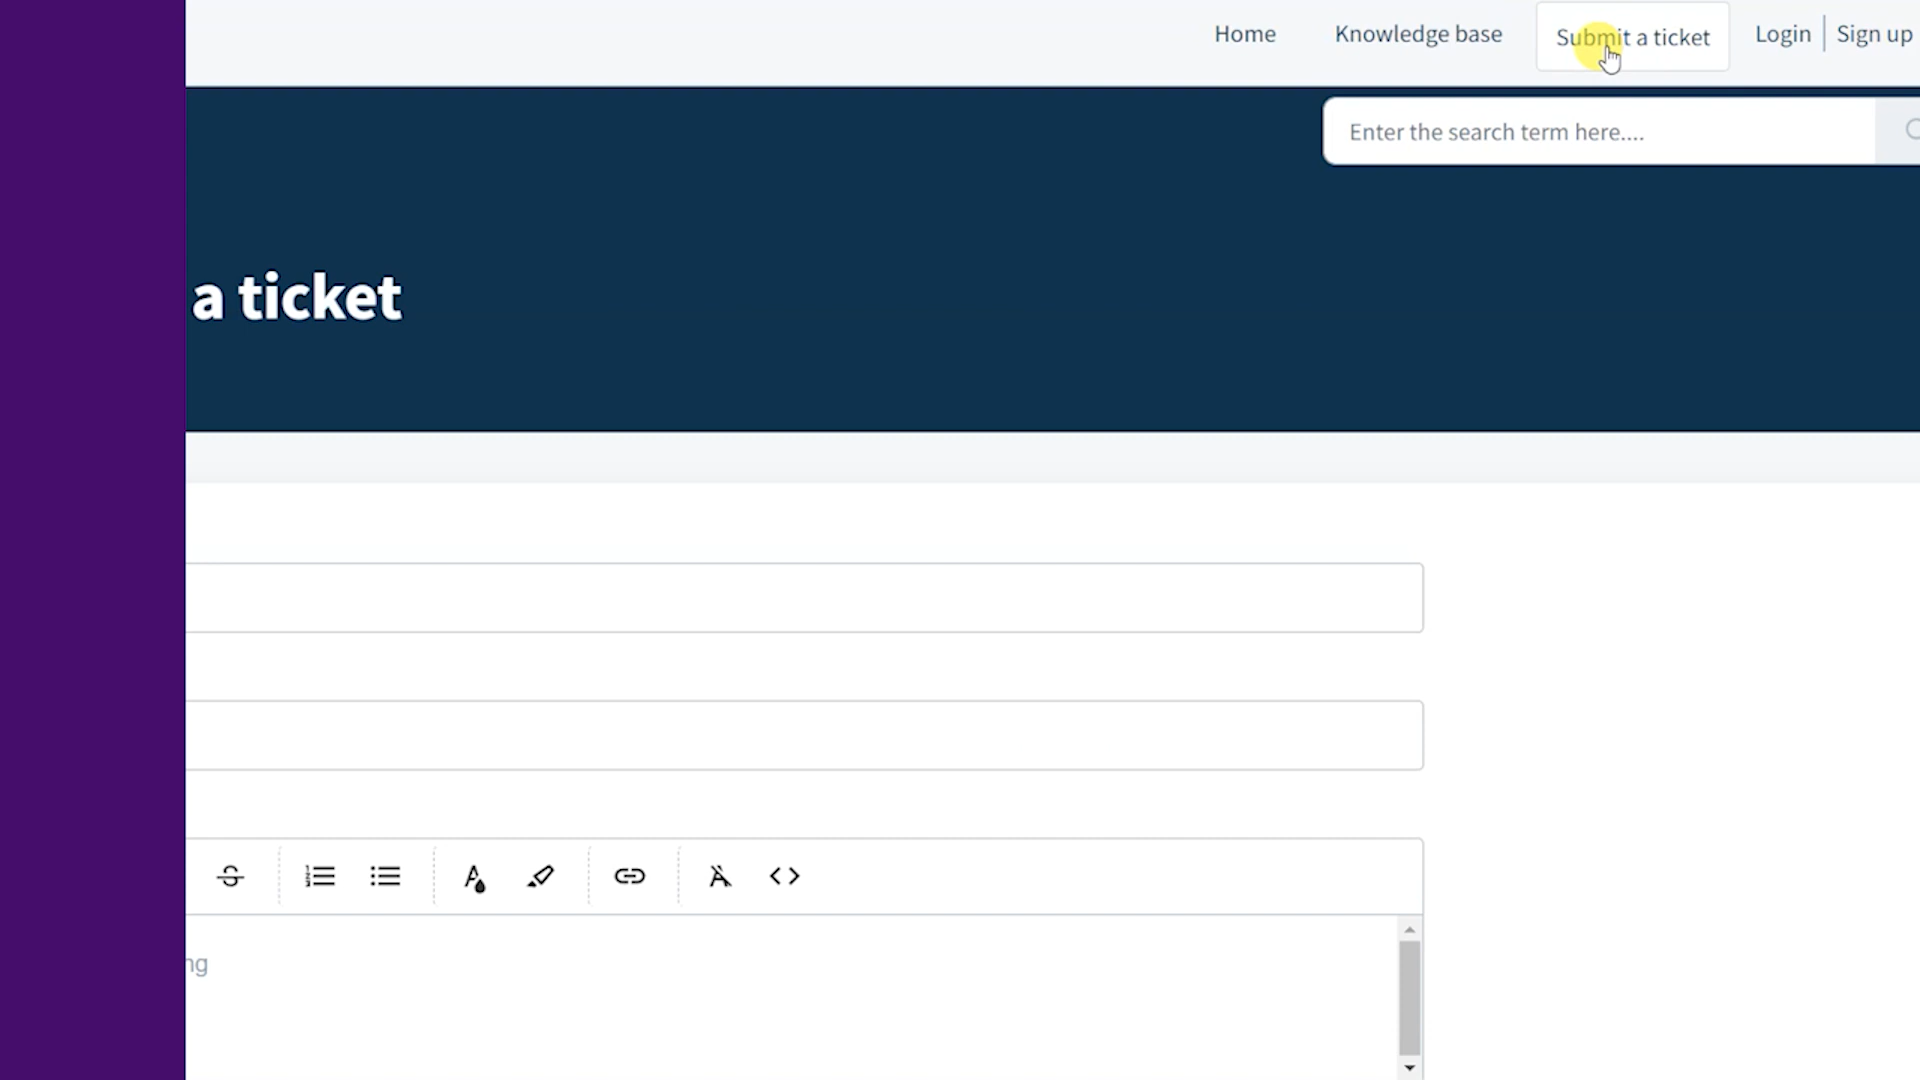 Home Knowledge base Submit a ticket Login Sign up
Enter the search term here....
a ticket
ng